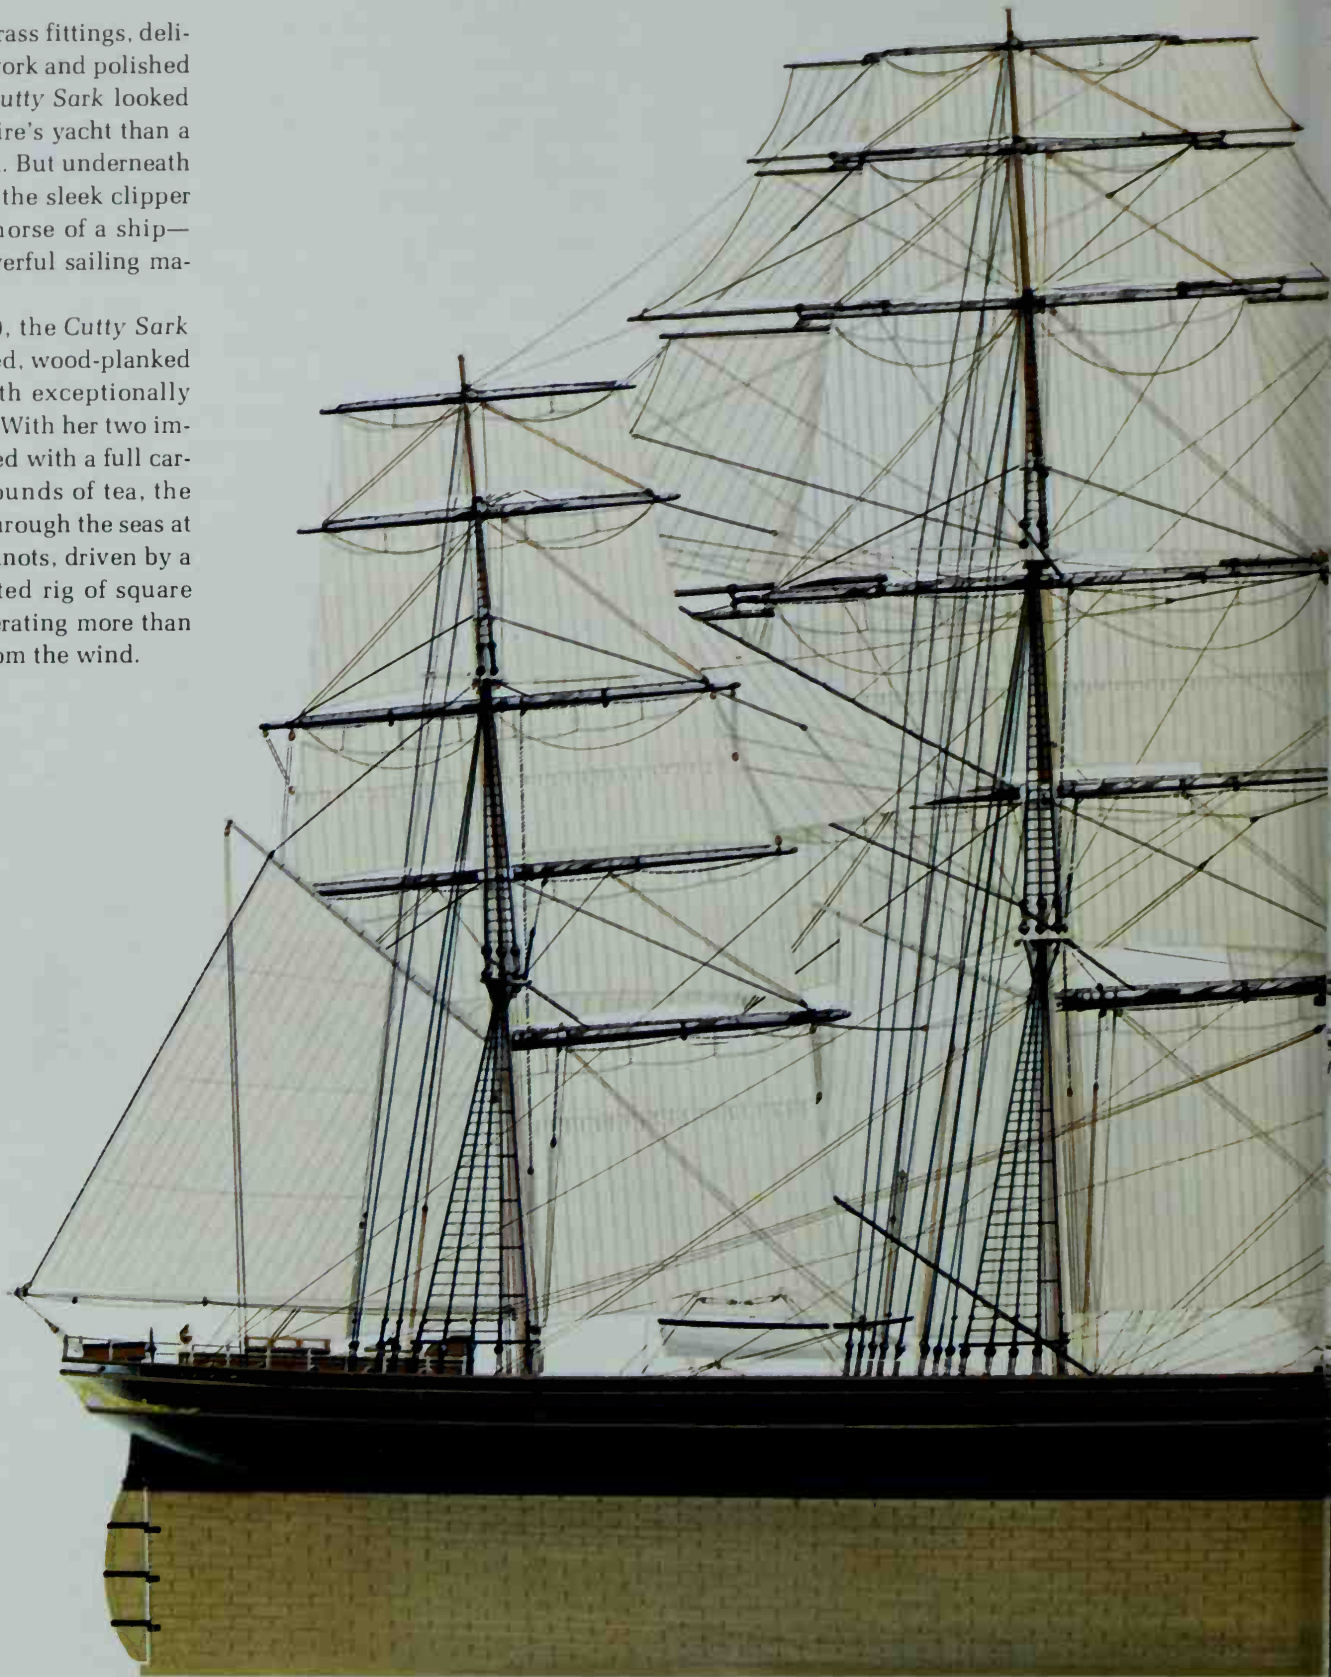 rass fittings, deli-
ork and polished
utty Sark looked
ire's yacht than a
. But underneath
the sleek clipper
horse of a ship—
erful sailing ma-
), the Cutty Sark
ed, wood-planked
th exceptionally
With her two im-
ed with a full car-
ounds of tea, the
hrough the seas at
knots, driven by a
ted rig of square
erating more than
om the wind.